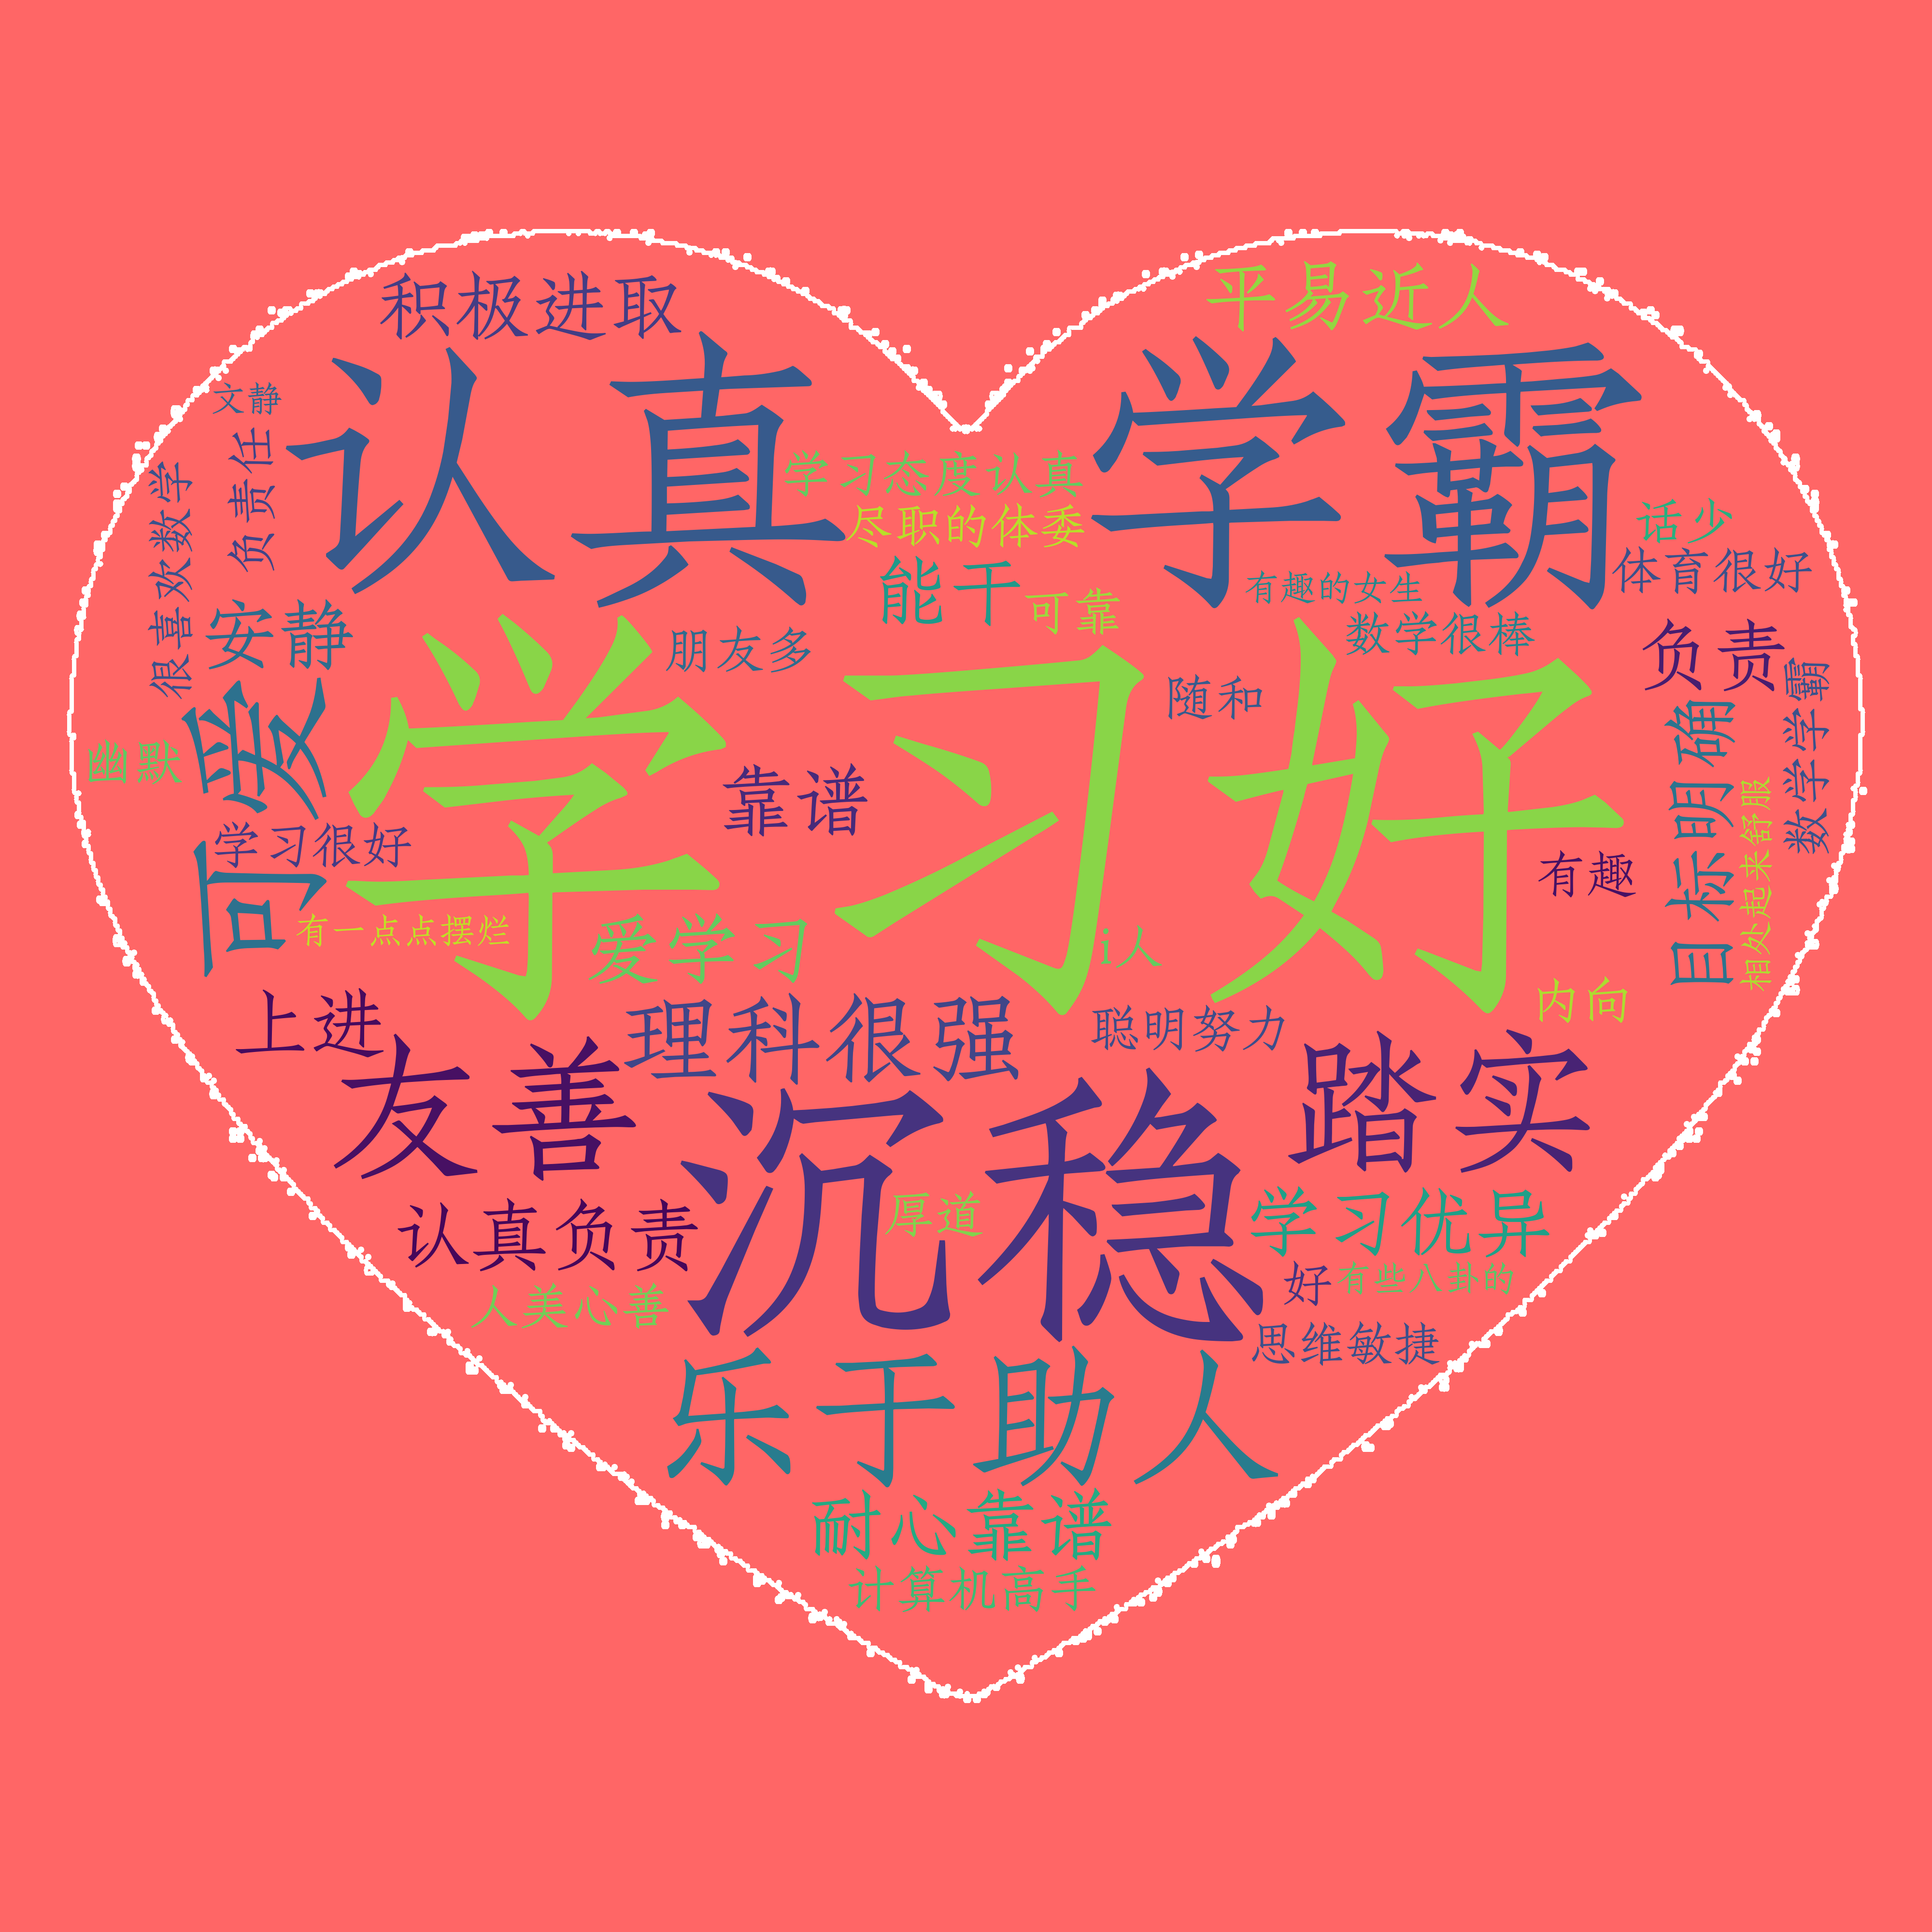 积极进取
平易近人
认真
学霸
文静
负责任
很喜欢数学
学习态度认真
尽职的体委
能干
可靠
话少
体育很好
有趣的女生
数学很棒
安静
朋友多
负责
学习好
随和
数学学霸
目标明确
幽默
可爱
靠谱
学习很好
有趣
相处起来舒服
有一点点摆烂
爱学习
i人
内向
上进
理科很强
聪明努力
友善
踏实
沉稳
厚道
认真负责
学习优异
人美心善
好
有些八卦的
思维敏捷
乐于助人
耐心靠谱
计算机高手